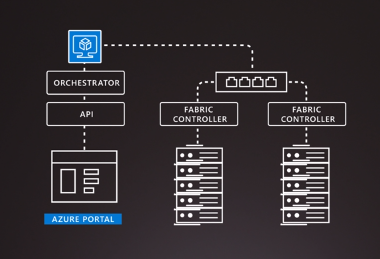 ORCHESTRATOR
API
AZURE PORTAL
FABRIC
CONTROLLER
FABRIC
CONTROLLER